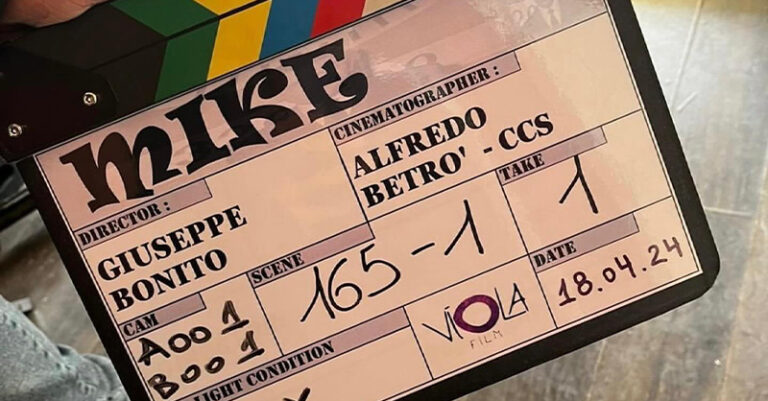 MIKE
DIRECTOR :
GIUSEPPE
BONITO
CINEMATOGRAPHER :
ALFREDO
BETRO' - CCS
CAM
A001
B001
SCENE
165-1
TAKE
1
LIGHT CONDITION
VIOLA
FILM
DATE
18.04.24